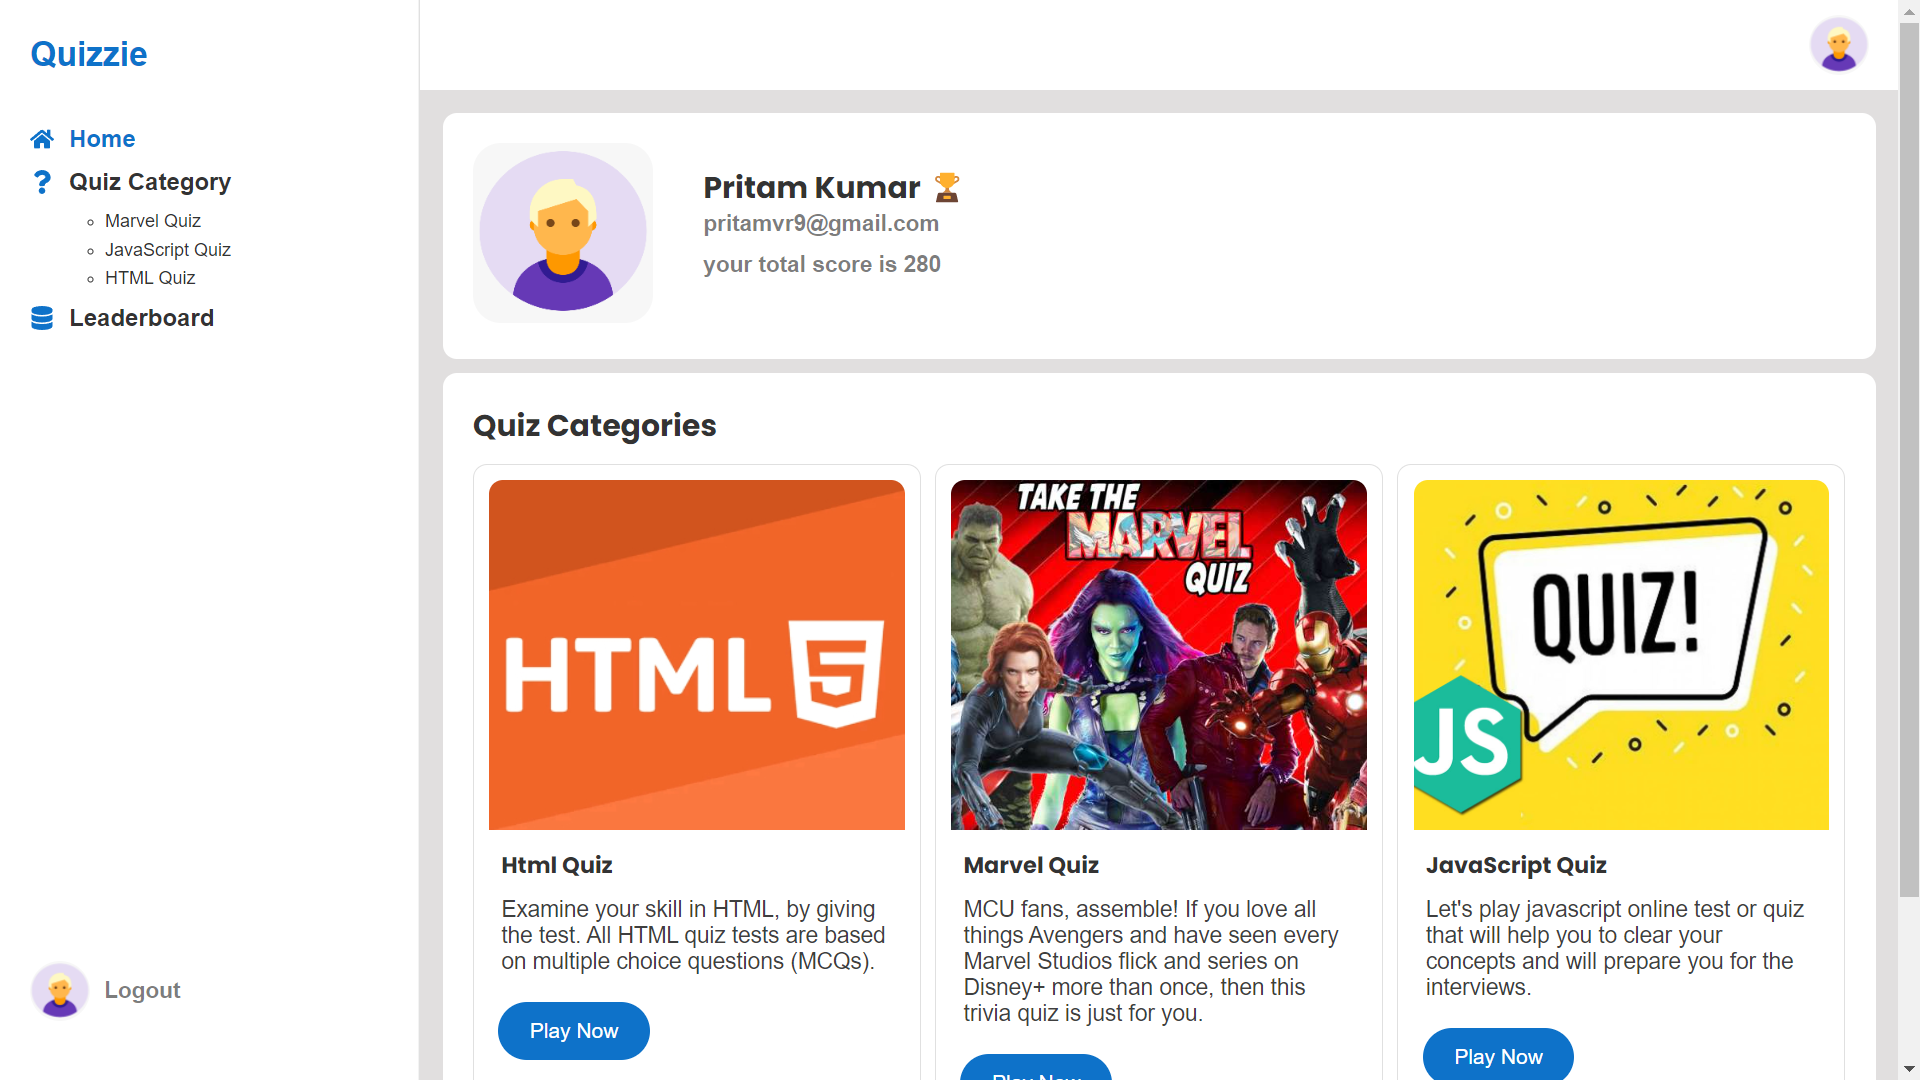 Quizzie
Home
Quiz Category
Marvel Quiz
JavaScript Quiz
HTML Quiz
Leaderboard
Logout
Pritam Kumar
pritamvr9@gmail.com
your total score is 280
Quiz Categories
HTML 5
Html Quiz
Examine your skill in HTML, by giving
the test. All HTML quiz tests are based
on multiple choice questions (MCQs).
Play Now
TAKE THE
MARVEL
QUIZ
Marvel Quiz
MCU fans, assemble! If you love all
things Avengers and have seen every
Marvel Studios flick and series on
Disney+ more than once, then this
trivia quiz is just for you.
Play Now
QUIZ!
JS
JavaScript Quiz
Let's play javascript online test or quiz
that will help you to clear your
concepts and will prepare you for the
interviews.
Play Now